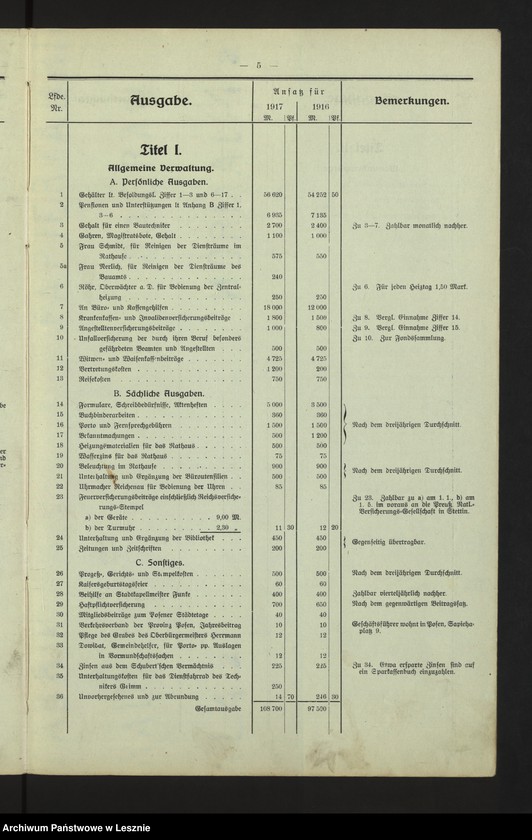 — 5 —
Lfde. Nr. Ausgabe. Ansatz für 1917 1916 Bemerkungen.
M. Pf. M. Pf.
Titel I.
Allgemeine Verwaltung.
A. Persönliche Ausgaben.
1 Gehälter lt. Besoldungsl. Ziffer 1—3 und 6—17 . . 56 629 54 252 50
2 Pensionen und Unterstützungen lt Anhang B Ziffer 1,
3—6 . . . 6 935 7 135
3 Gehalt für einen Bautechniker . . . 2 700 2 400 Zu 3—7. Zahlbar monatlich nachher.
4 Gahren, Magistratsbote, Gehalt . . . 1 100 1 000
5 Frau Schmidt, für Reinigen der Diensträume im
Rathause . . . 575 550
5a Frau Nerlich, für Reinigen der Diensträume des
Bauamts . . . 240
6 Röhr, Oberwächter a. D. für Bedienung der Zentral- Zu 6. Für jeden Heiztag 1,50 Mark.
heizung . . . 250 250
7 An Büro- und Kassengehilfen . . . 18 000 12 000
8 Krankenkassen- und Invalidenversicherungsbeiträge . 1 800 1 500 Zu 8. Vergl. Einnahme Ziffer 14.
9 Angestelltenversicherungsbeiträge . . . 1 000 800 Zu 9. Vergl. Einnahme Ziffer 15.
10 Unfallversicherung der durch ihren Beruf besonders Zu 10. Zur Fondssammlung.
gefährdeten Beamten und Angestellten . . . 500 500
11 Witwen- und Waisenkassenbeiträge . . . 4 725 4 725
12 Vertretungskosten . . . 1 200 200
13 Reisekosten . . . 750 750
B. Sächliche Ausgaben.
14 Formulare, Schreibbedürfnisse, Aktenheften . . . 5 000 3 500
15 Buchbinderarbeiten . . . 360 360
16 Porto und Fernsprechgebühren . . . 1 500 1 500 Nach dem dreijährigen Durchschnitt.
17 Bekanntmachungen . . . 500 1 200
18 Heizungsmaterialien für das Rathaus . . . 500 500
19 Wasserzins für das Rathaus . . . 75 75
20 Beleuchtung im Rathause . . . 900 900
21 Unterhaltung und Ergänzung der Büroutensilien . . 500 500 Nach dem dreijährigen Durchschnitt.
22 Uhrmacher Reichenau für Bedienung der Uhren . . 85 85
23 Feuerversicherungsbeiträge einschließlich Reichsversiche- Zu 23. Zahlbar zu a) am 1. 1., b) am
rungs-Stempel 1. 5. im voraus an die Preuß. Natl.-
a) der Geräte . . . 9,00 M. Versicherungs-Gesellschaft in Stettin.
b) der Turmuhr . . . 2,30 „ 11 30 12 20
24 Unterhaltung und Ergänzung der Bibliothek . . . 450 450
25 Zeitungen und Zeitschriften . . . 200 200 Gegenseitig übertragbar.
C. Sonstiges.
26 Prozeß-, Gerichts- und Stempelkosten . . . 500 500 Nach dem dreijährigen Durchschnitt.
27 Kaisersgeburtstagsfeier . . . 60 60
28 Beihilfe an Stadtkapellmeister Funke . . . 400 400 Zahlbar vierteljährlich nachher.
29 Haftpflichtversicherung . . . 700 650 Nach dem gegenwärtigen Beitragssatz.
30 Mitgliedsbeiträge zum Posener Städtetage . . . 40 40
31 Verkehrsverband der Provinz Posen, Jahresbeitrag 10 10 Geschäftsführer wohnt in Posen, Sapieha-
32 Pflege des Grabes des Oberbürgermeisters Herrmann 12 12 platz 9.
33 Gemeindehelfer, für Porto pp. Auslagen
in Vormundschaftssachen . . . 12 12
34 Zinsen aus dem Schubert'schen Vermächtnis . . . 225 225 Zu 34. Etwa ersparte Zinsen sind auf
35 Unterhaltungskosten für das Dienstfahrrad des Tech- ein Sparkassenbuch einzuzahlen.
nikers Grimm . . . 250
36 Unvorhergesehenes und zur Abrundung . . . 14 70 246 30
Gesamtausgabe 108 700 97 500
Archiwum Państwowe w Lesznie